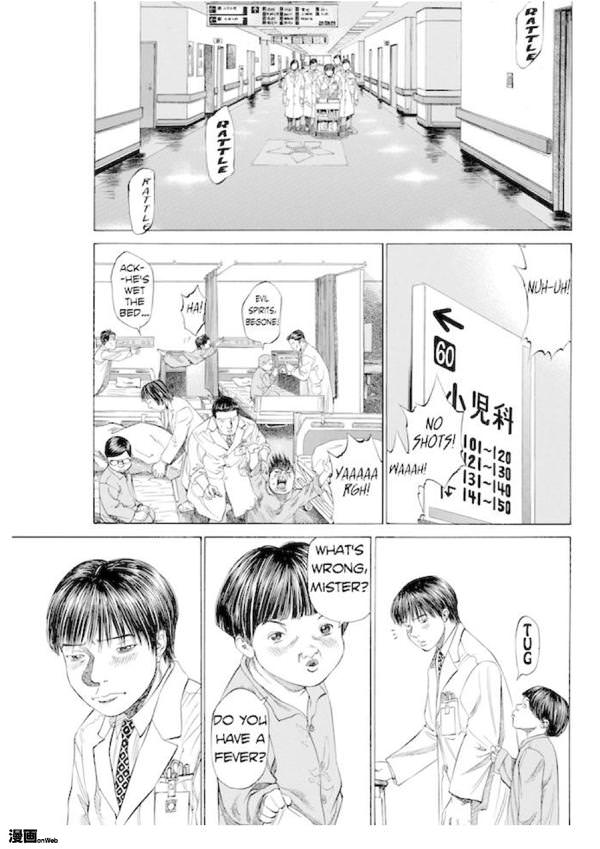 RATTLE
RATTLE
RATTLE
NUH-UH!
60
小児科
101~120
121~130
131~140
141~150
NO
SHOTS!
WAAAH!
EVIL
SPIRITS,
BEGONE!
HA!
ACK-
-HE'S
WET
THE
BED...
YAAAAA
RGH!
TUG
WHAT'S
WRONG,
MISTER?
DO YOU
HAVE A
FEVER?
漫画onWeb